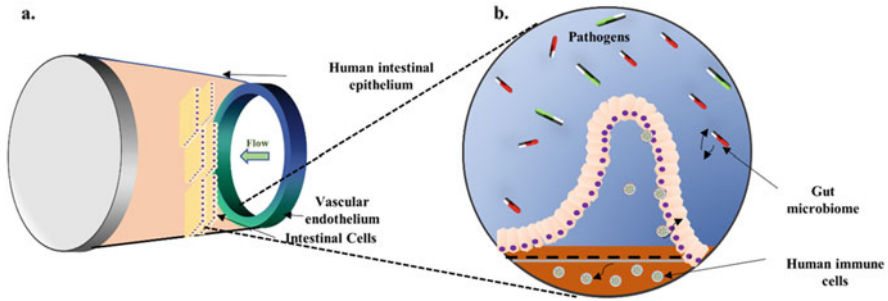 a.
Human intestinal
epithelium
Flow
Vascular
endothelium
Intestinal Cells
b.
Pathogens
Gut
microbiome
Human immune
cells